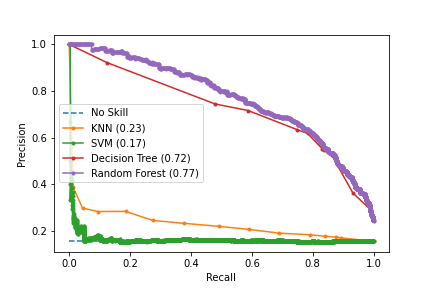 1.0
0.8
0.6
0.4
0.2
Precision
No Skill
KNN (0.23)
SVM (0.17)
Decision Tree (0.72)
Random Forest (0.77)
0.0 0.2 0.4 0.6 0.8 1.0
Recall